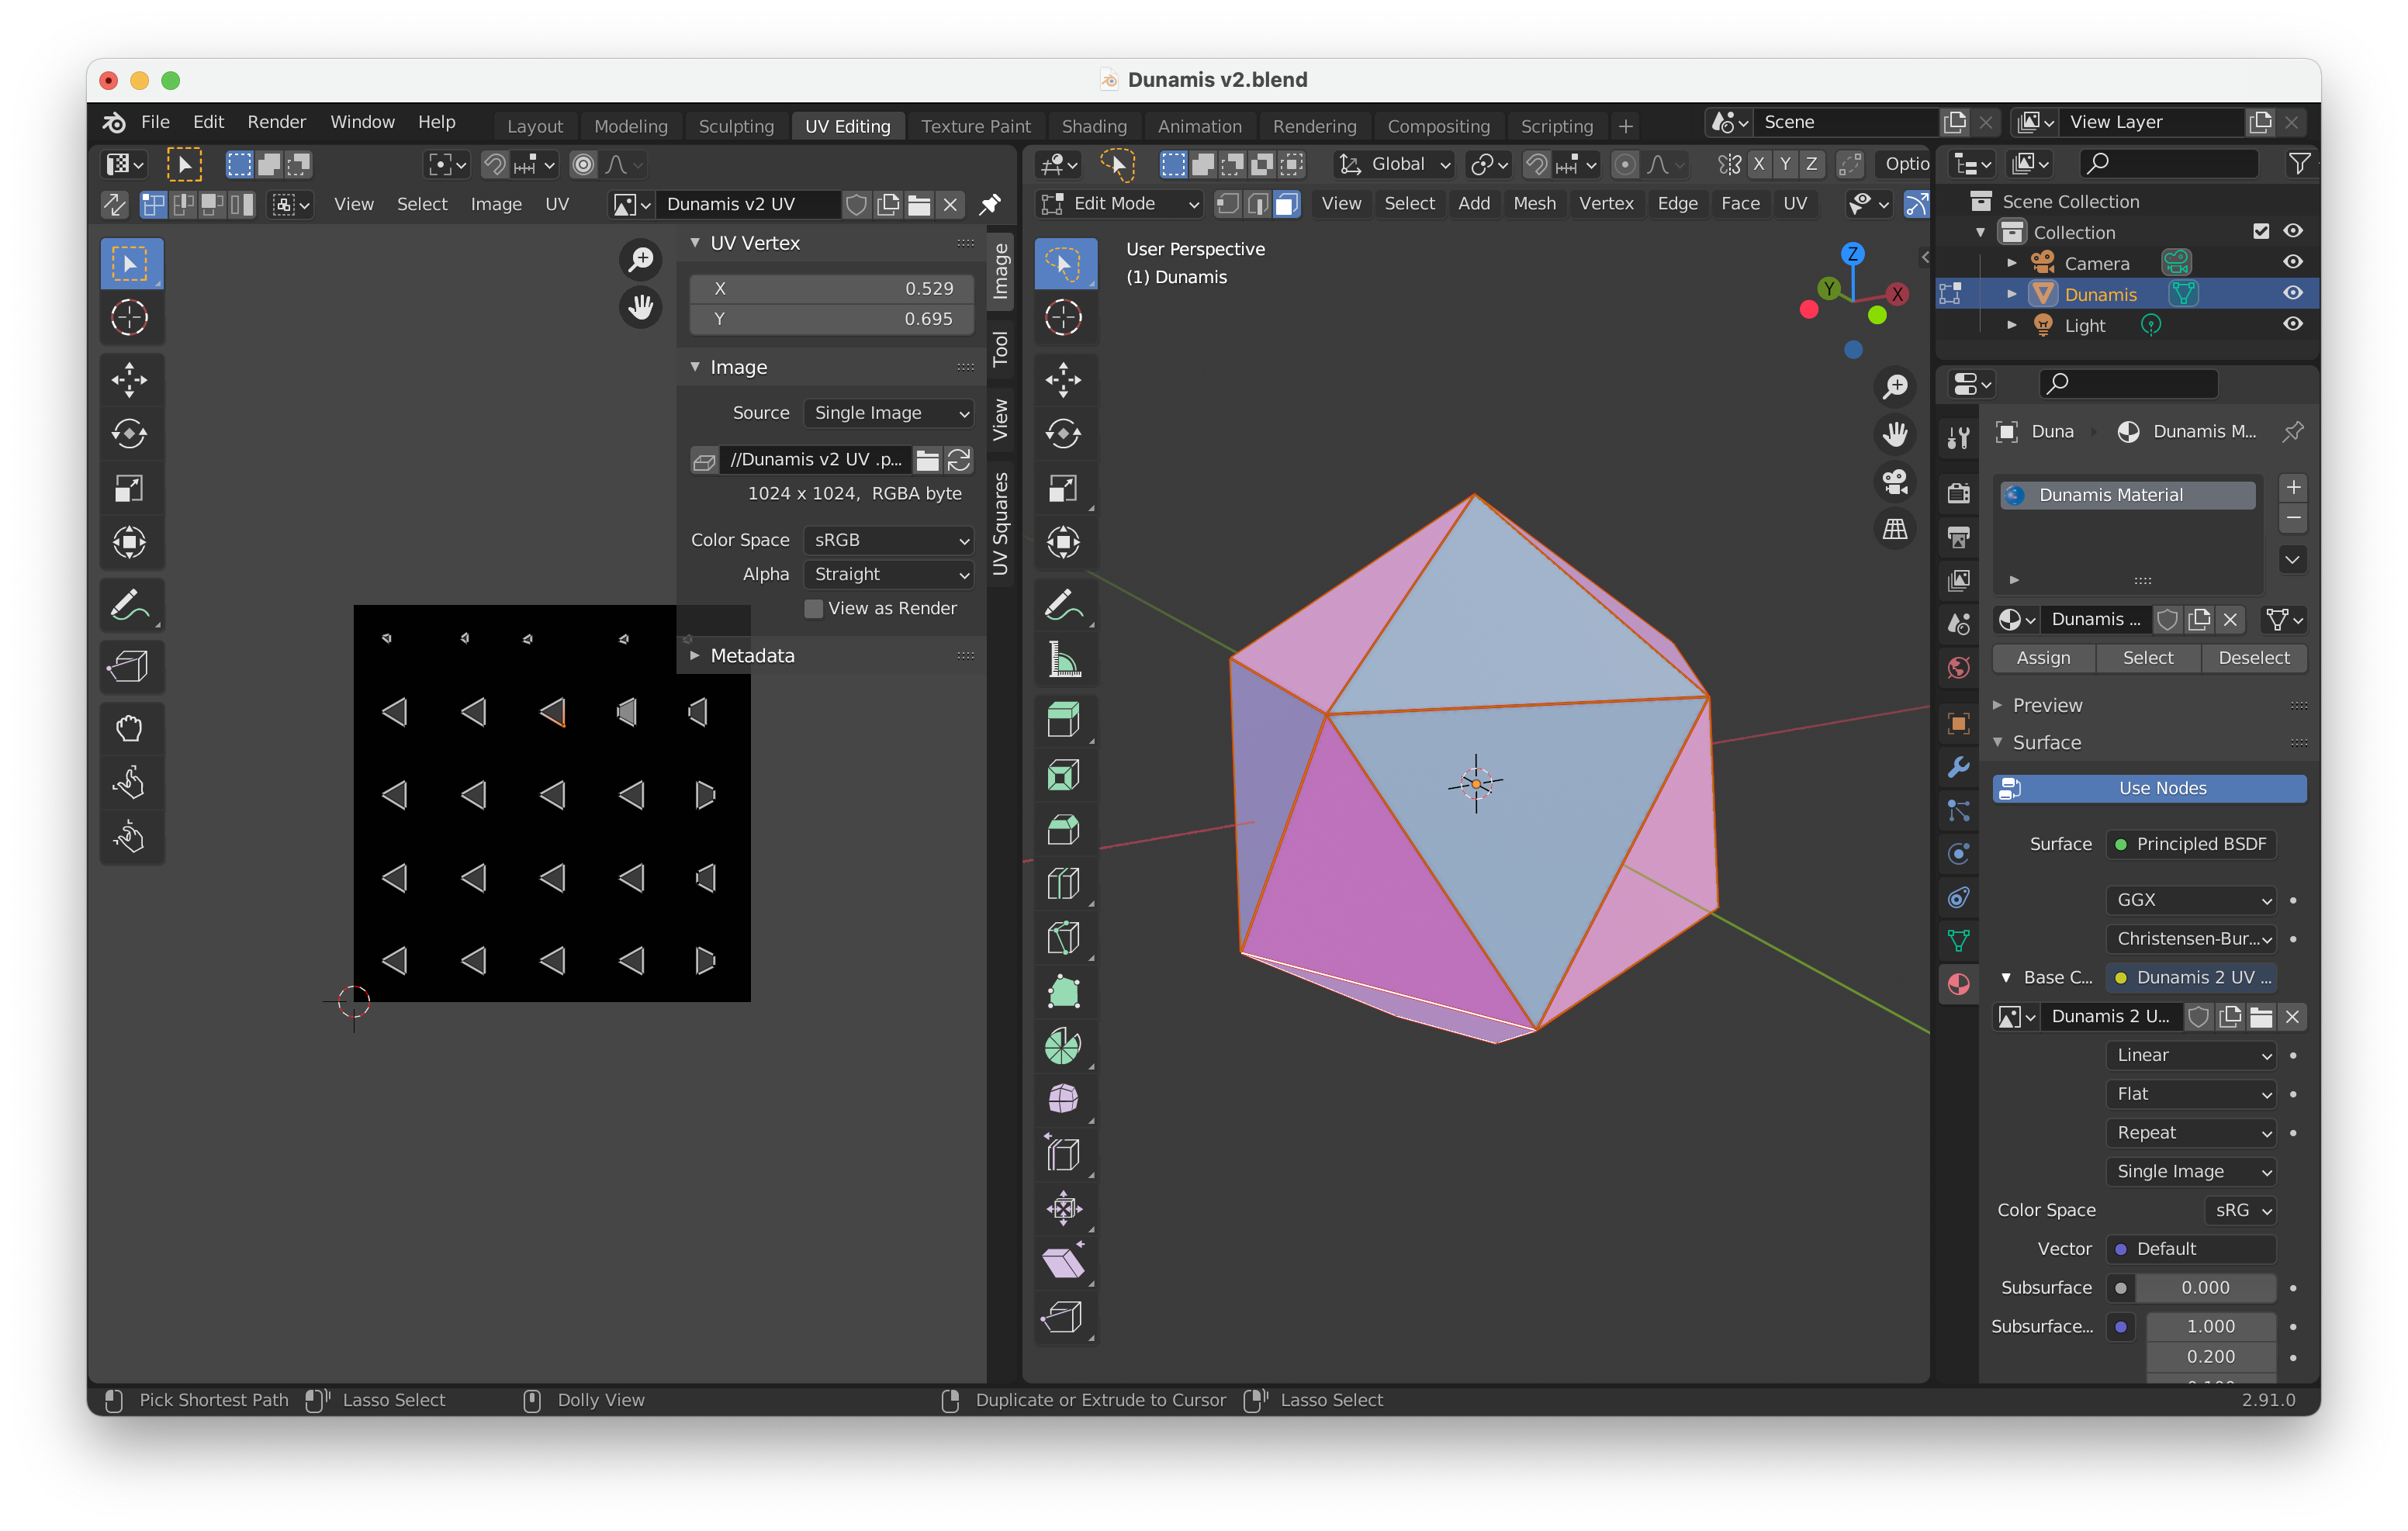 Dunamis v2.blend
File Edit Render Window Help Layout Modeling Sculpting UV Editing Texture Paint Shading Animation Rendering Compositing Scripting + Scene View Layer
Global X Y Z Optio
View Select Image UV Dunamis v2 UV
Edit Mode View Select Add Mesh Vertex Edge Face UV
UV Vertex
X 0.529
Y 0.695
Image
Source Single Image
//Dunamis v2 UV .p...
1024 x 1024, RGBA byte
Color Space sRGB
Alpha Straight
View as Render
Metadata
Image
Tool
View
UV Squares
User Perspective
(1) Dunamis
Z
Y
X
Scene Collection
Collection
Camera
Dunamis
Light
Duna Dunamis M...
Dunamis Material
Dunamis ...
Assign Select Deselect
Preview
Surface
Use Nodes
Surface Principled BSDF
GGX
Christensen-Bur...
Base C... Dunamis 2 UV ...
Dunamis 2 U...
Linear
Flat
Repeat
Single Image
Color Space sRG
Vector Default
Subsurface 0.000
Subsurface... 1.000
0.200
Pick Shortest Path Lasso Select Dolly View Duplicate or Extrude to Cursor Lasso Select 2.91.0